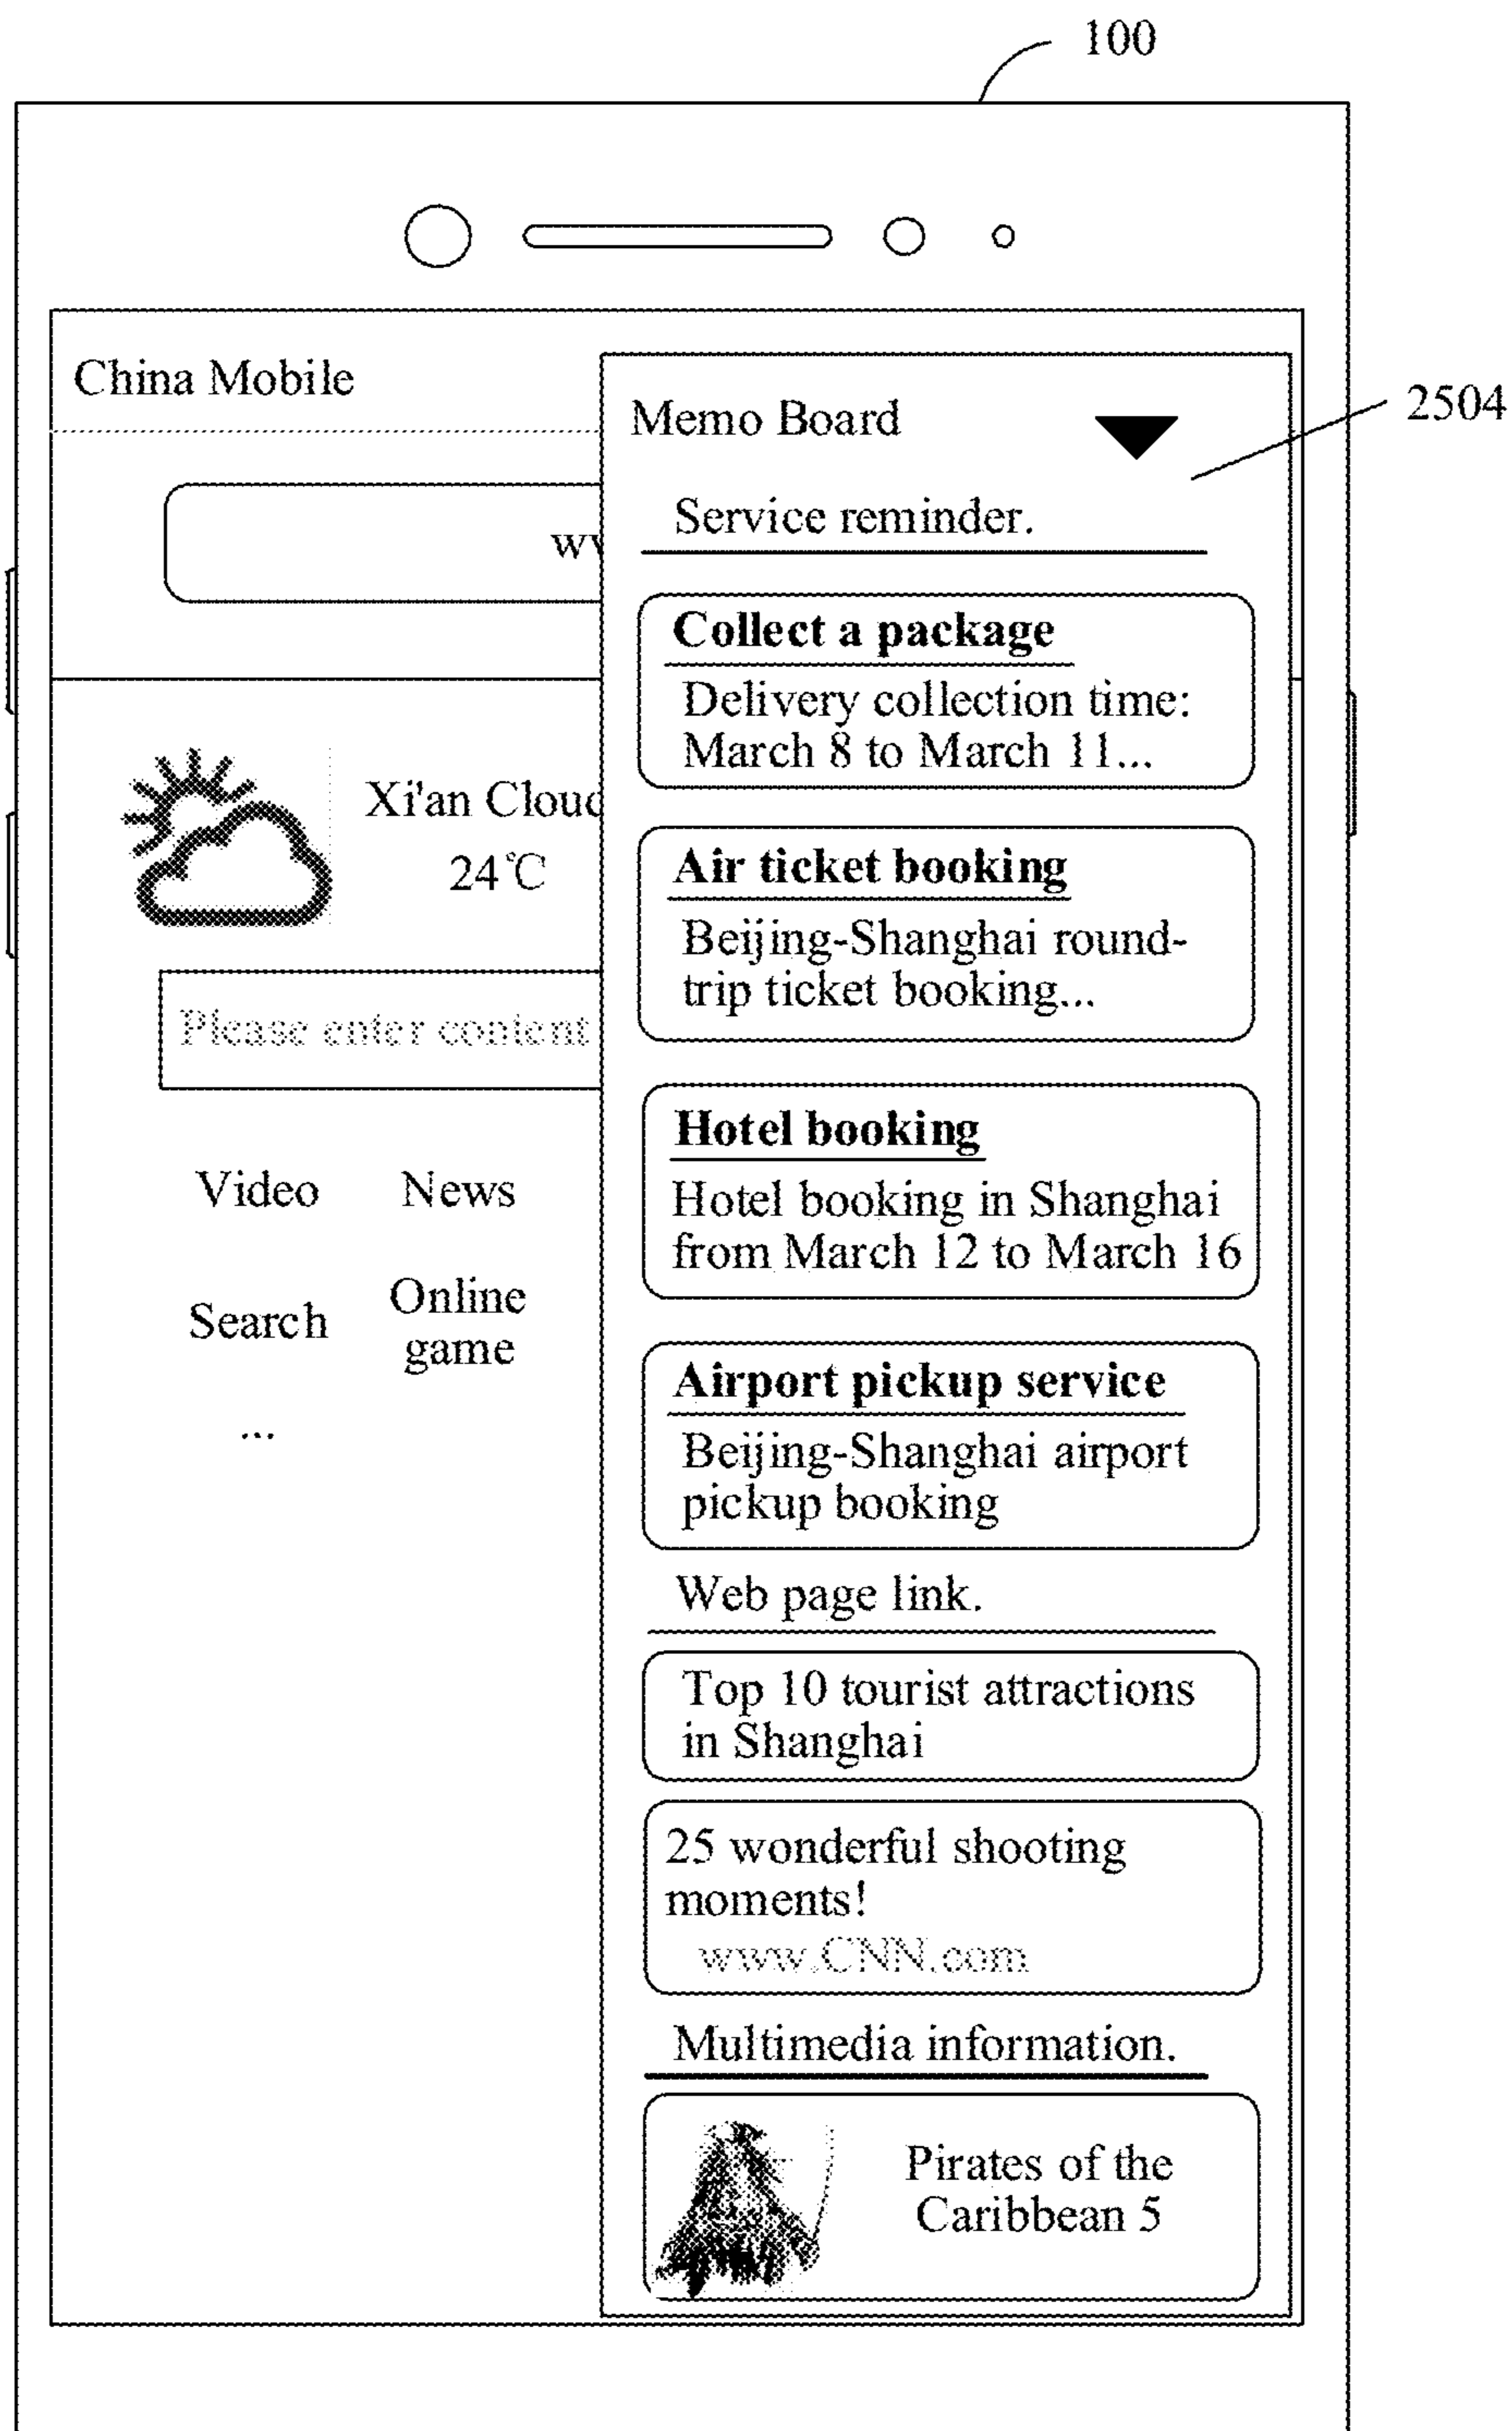 100
China Mobile
Memo Board
2504
Service reminder.
Collect a package
Delivery collection time:
March 8 to March 11...
Xi'an
24℃
Air ticket booking
Beijing-Shanghai round-
trip ticket booking...
Please enter content
Hotel booking
Hotel booking in Shanghai
from March 12 to March 16
Video
News
Search
Online
game
...
Airport pickup service
Beijing-Shanghai airport
pickup booking
Web page link.
Top 10 tourist attractions
in Shanghai
25 wonderful shooting
moments!
www.CNN.com
Multimedia information.
Pirates of the
Caribbean 5